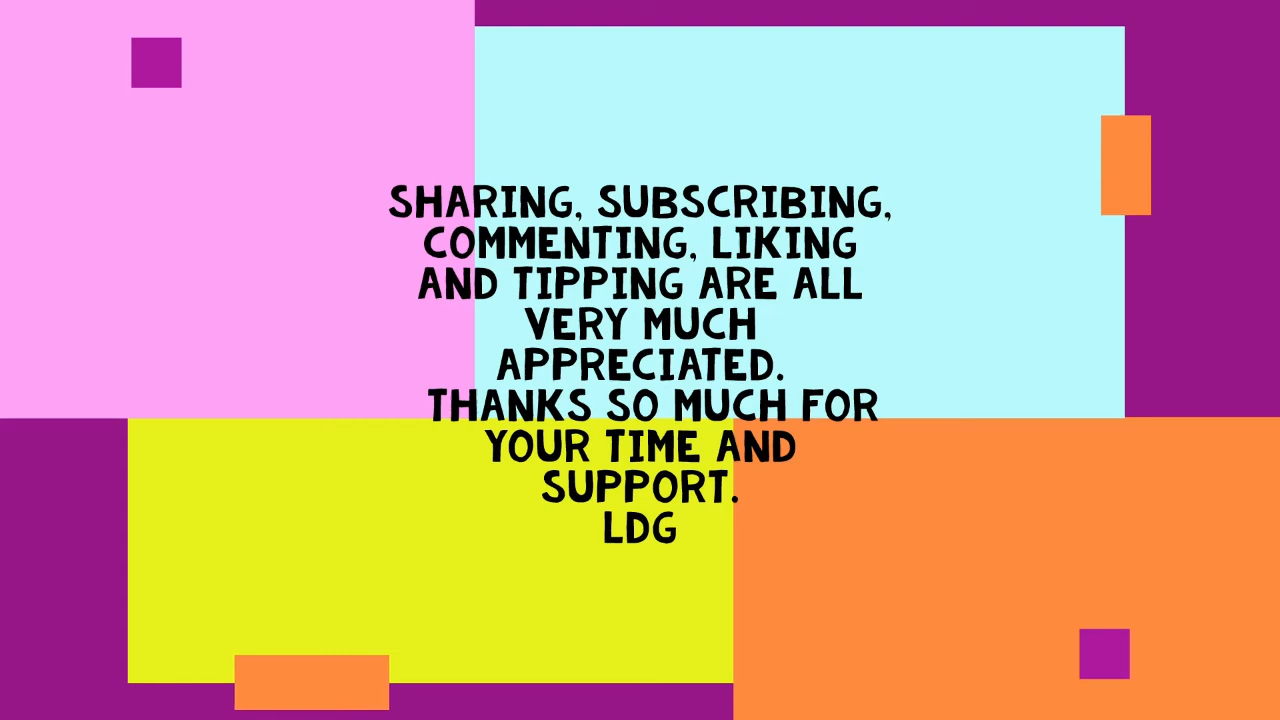 SHARING, SUBSCRIBING,
COMMENTING, LIKING
AND TIPPING ARE ALL
VERY MUCH
APPRECIATED.
THANKS SO MUCH FOR
YOUR TIME AND
SUPPORT.
LDG